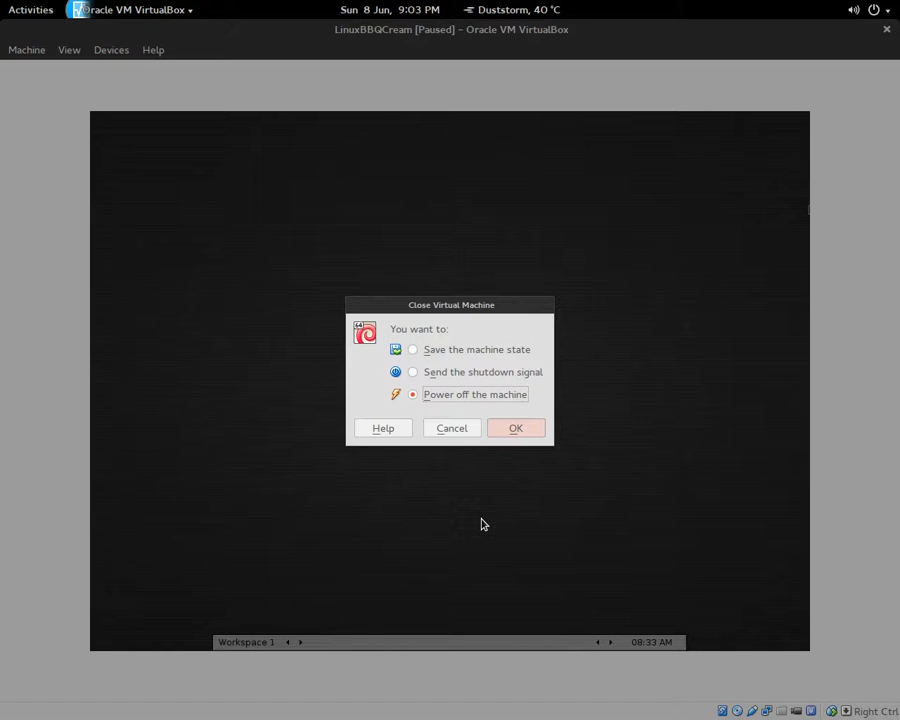 Activities
Oracle VM VirtualBox
Sun 8 Jun, 9:03 PM
Duststorm, 40 °C
LinuxBBQCream [Paused] – Oracle VM VirtualBox
Machine View Devices Help
Close Virtual Machine
64
You want to:
Save the machine state
Send the shutdown signal
Power off the machine
Help Cancel OK
Workspace 1
08:33 AM
Right Ctrl